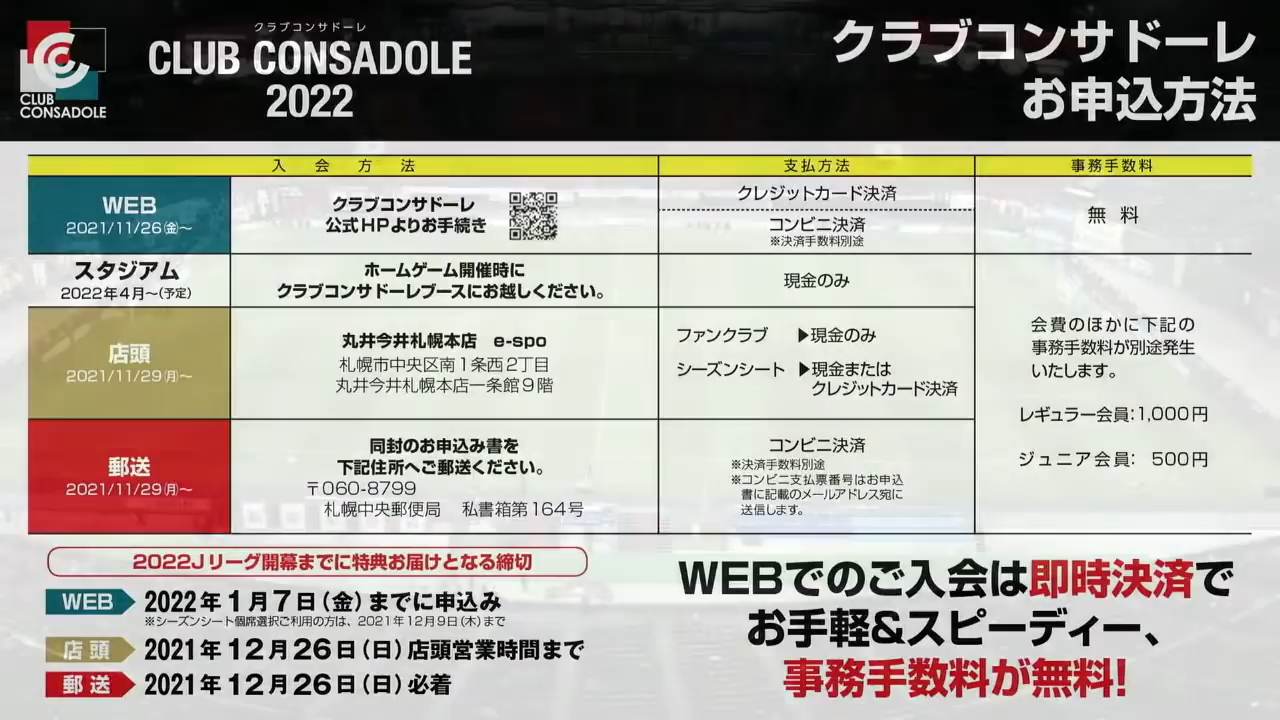 CLUB
CONSADOLE
クラブコンサドーレ
CLUB CONSADOLE
2022
クラブコンサドーレ
お申込方法
入会方法
支払方法
事務手数料
WEB
2021/11/26㈮～
クラブコンサドーレ
公式HPよりお手続き
クレジットカード決済
コンビニ決済
※決済手数料別途
無料
スタジアム
2022年4月～(予定)
ホームゲーム開催時に
クラブコンサドーレブースにお越しください。
現金のみ
店頭
2021/11/29㈪～
丸井今井札幌本店 e-spo
札幌市中央区南1条西2丁目
丸井今井札幌本店一条館9階
ファンクラブ ▶現金のみ
シーズンシート ▶現金または
クレジットカード決済
会費のほかに下記の
事務手数料が別途発生
いたします。
レギュラー会員:1,000円
ジュニア会員: 500円
郵送
2021/11/29㈪～
同封のお申込み書を
下記住所へご郵送ください。
〒060-8799
札幌中央郵便局 私書箱第164号
コンビニ決済
※決済手数料別途
※コンビニ支払票番号はお申込
書に記載のメールアドレス宛に
送信します。
2022Jリーグ開幕までに特典お届けとなる締切
WEB 2022年1月7日(金)までに申込み
※シーズンシート個席選択ご利用の方は、2021年12月9日(木)まで
店頭 2021年12月26日(日)店頭営業時間まで
郵送 2021年12月26日(日)必着
WEBでのご入会は即時決済で
お手軽&スピーディー、
事務手数料が無料!